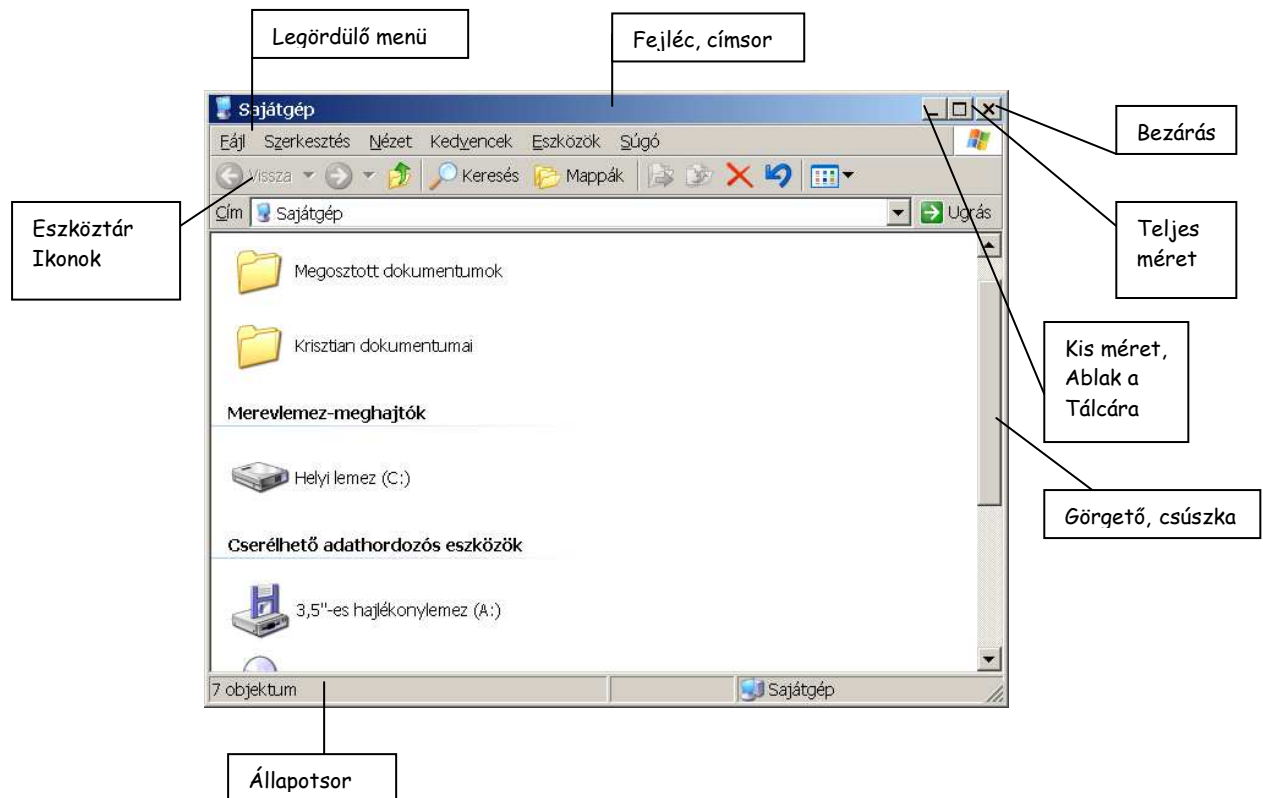 Legördülő menü
Fejléc, címsor
Sajátgép
Fájl Szerkesztés Nézet Kedvencek Eszközök Súgó
Bezárás
Vissza Keresés Mappák
Cím Sajátgép Ugrás
Eszköztár
Ikonok
Teljes
méret
Megosztott dokumentumok
Krisztian dokumentumai
Kis méret,
Ablak a
Tálcára
Merevlemez-meghajtók
Helyi lemez (C:)
Görgető, csúszka
Cserélhető adathordozós eszközök
3,5"-es hajlékonylemez (A:)
7 objektum Sajátgép
Állapotsor